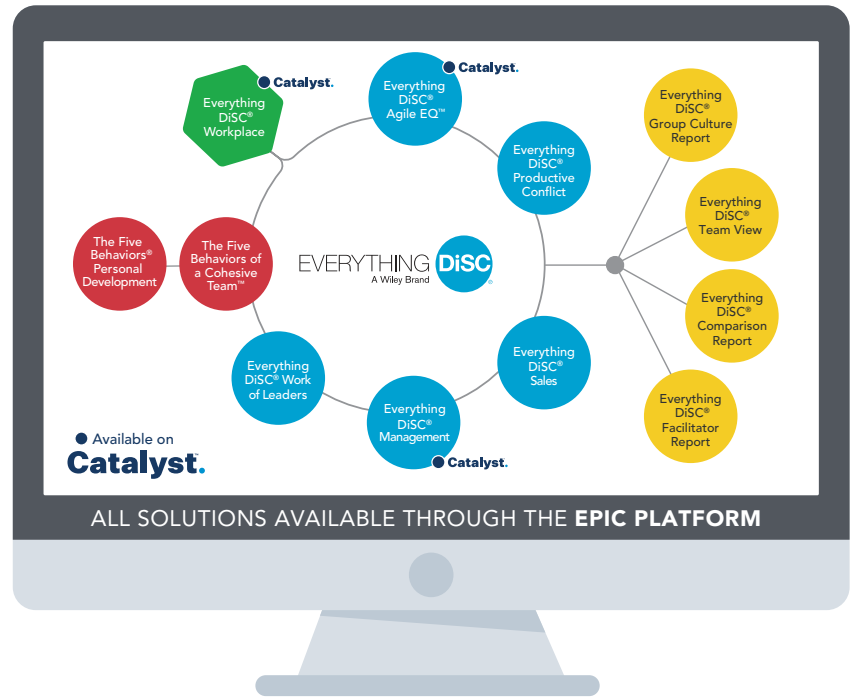 Everything
DiSC®
Workplace
Catalyst.
Everything
DiSC®
Agile EQ™
Catalyst.
Everything
DiSC®
Productive
Conflict
Everything
DiSC®
Group Culture
Report
Everything
DiSC®
Team View
The Five
Behaviors®
Personal
Development
The Five
Behaviors of
a Cohesive
Team™
EVERYTHING DiSC®
A Wiley Brand
Everything
DiSC®
Comparison
Report
Everything
DiSC® Work
of Leaders
Everything
DiSC®
Management
Catalyst.
Everything
DiSC®
Sales
Everything
DiSC®
Facilitator
Report
Available on
Catalyst™.
ALL SOLUTIONS AVAILABLE THROUGH THE EPIC PLATFORM